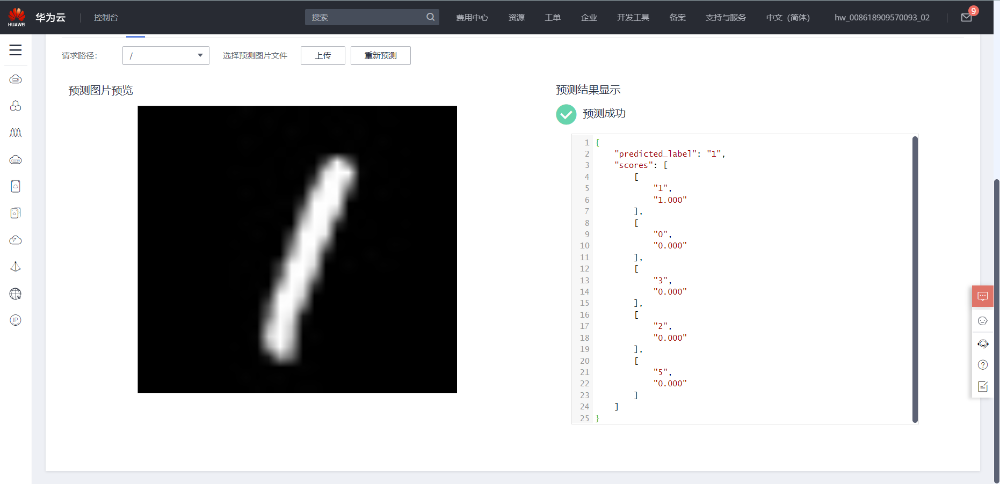 HUAWEI
华为云
控制台
搜索
费用中心
资源
工单
企业
开发工具
备案
支持与服务
中文（简体）
hw_008618909570093_02
9
请求路径：
/
选择预测图片文件
上传
重新预测
预测图片预览
预测结果显示
预测成功
1 {
2 "predicted_label": "1",
3 "scores": [
4 [
5 "1",
6 "1.000"
7 ],
8 [
9 "0",
10 "0.000"
11 ],
12 [
13 "3",
14 "0.000"
15 ],
16 [
17 "2",
18 "0.000"
19 ],
20 [
21 "5",
22 "0.000"
23 ]
24 ]
25 }
W
IP